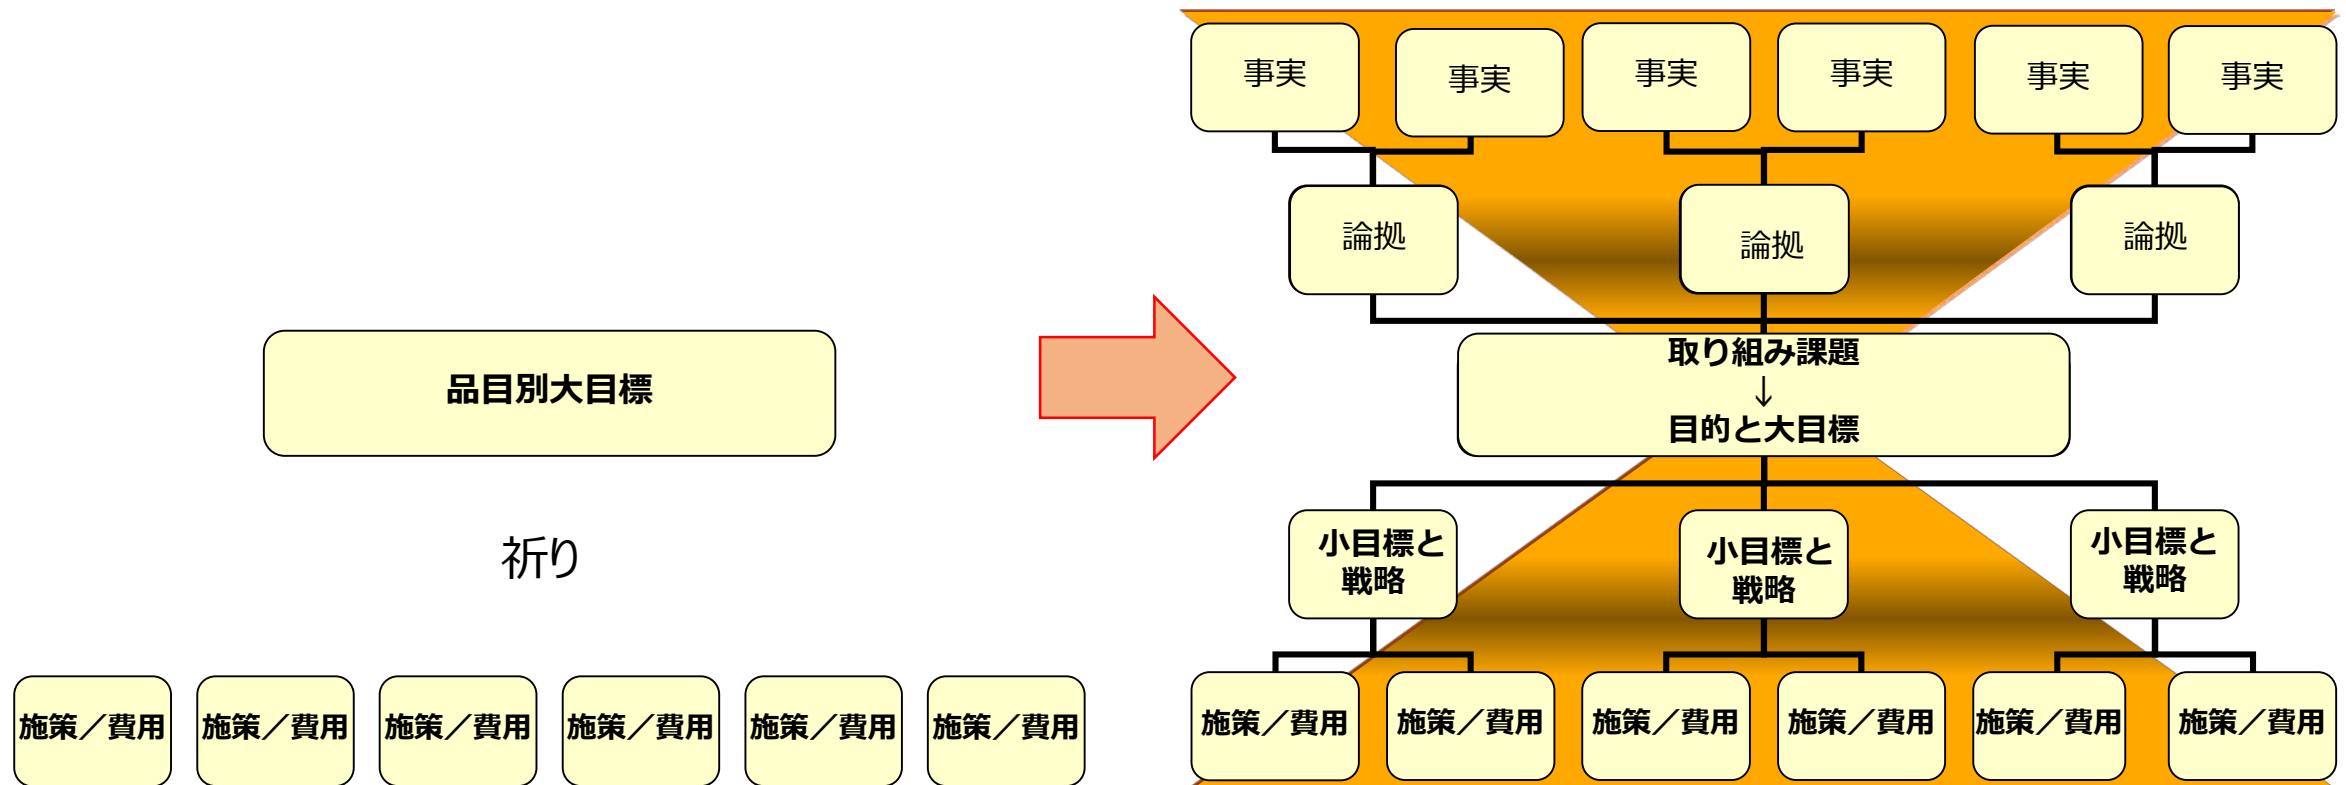 品目別大目標
祈り
施策／費用
施策／費用
施策／費用
施策／費用
施策／費用
施策／費用
事実
事実
事実
事実
事実
事実
論拠
論拠
論拠
取り組み課題
↓
目的と大目標
小目標と
戦略
小目標と
戦略
小目標と
戦略
施策／費用
施策／費用
施策／費用
施策／費用
施策／費用
施策／費用